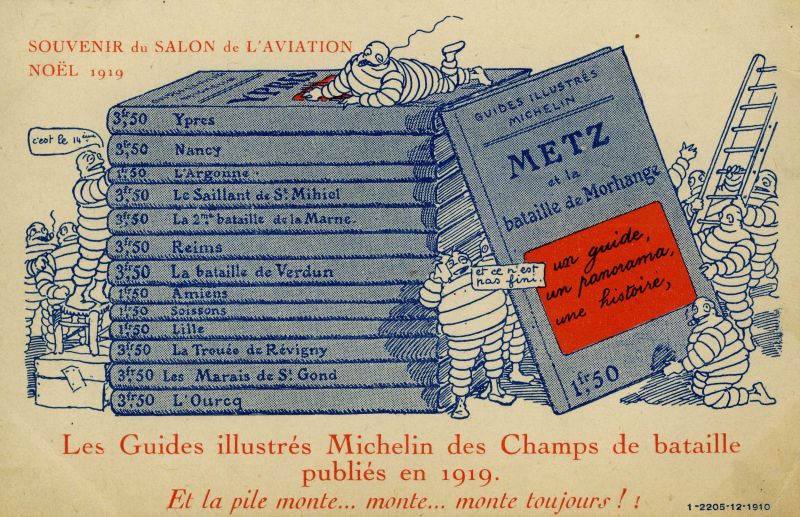 SOUVENIR du SALON de L'AVIATION
NOËL 1919
YPRES
3fr50 Ypres
3fr50 Nancy
1fr50 L'Argonne
3fr50 Le Saillant de St Mihiel
3fr50 La 2me bataille de la Marne.
3fr50 Reims
3fr50 La bataille de Verdun
1fr50 Amiens
1fr50 Soissons
1fr50 Lille
3fr50 La Trouée de Révigny
3fr50 Les Marais de St Gond
3fr50 L'Ourcq
c'est le 14ème
GUIDES ILLUSTRÉS
MICHELIN
METZ
et la
bataille de Morhange
un guide,
un panorama,
une histoire,
1fr50
et ce n'est
pas fini!
Les Guides illustrés Michelin des Champs de bataille
publiés en 1919.
Et la pile monte... monte... monte toujours ! !
1-2205-12-1910